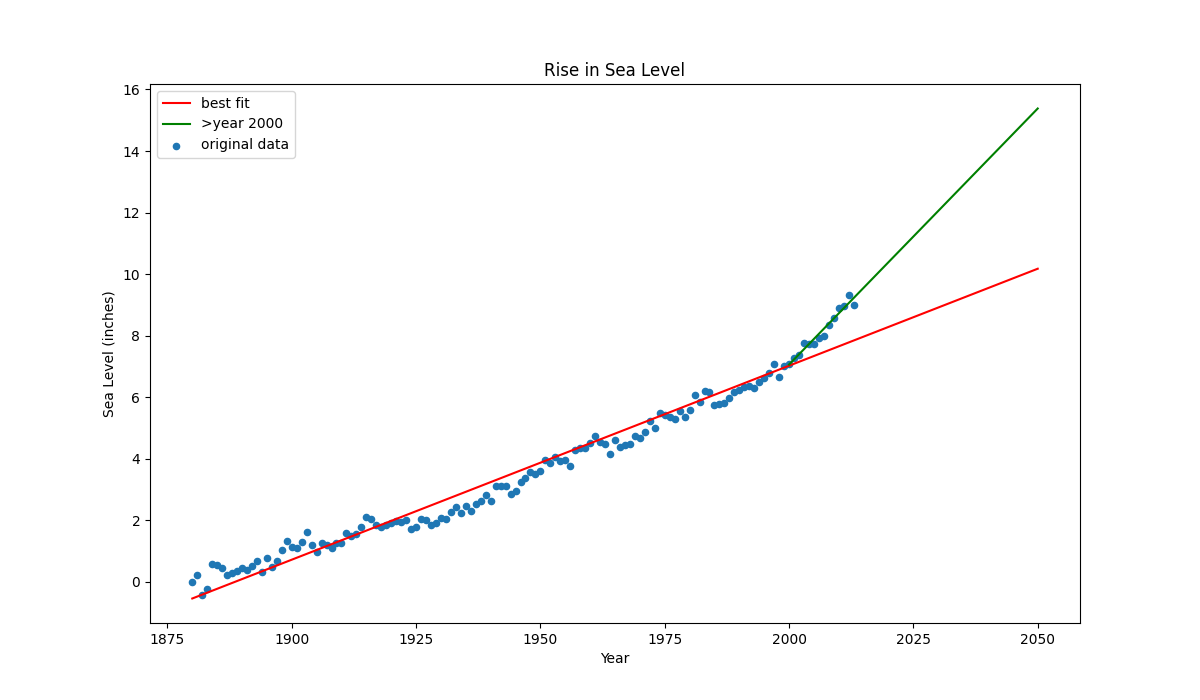 Rise in Sea Level
best fit
>year 2000
original data
Sea Level (inches)
16
14
12
10
8
6
4
2
0
1875 1900 1925 1950 1975 2000 2025 2050
Year